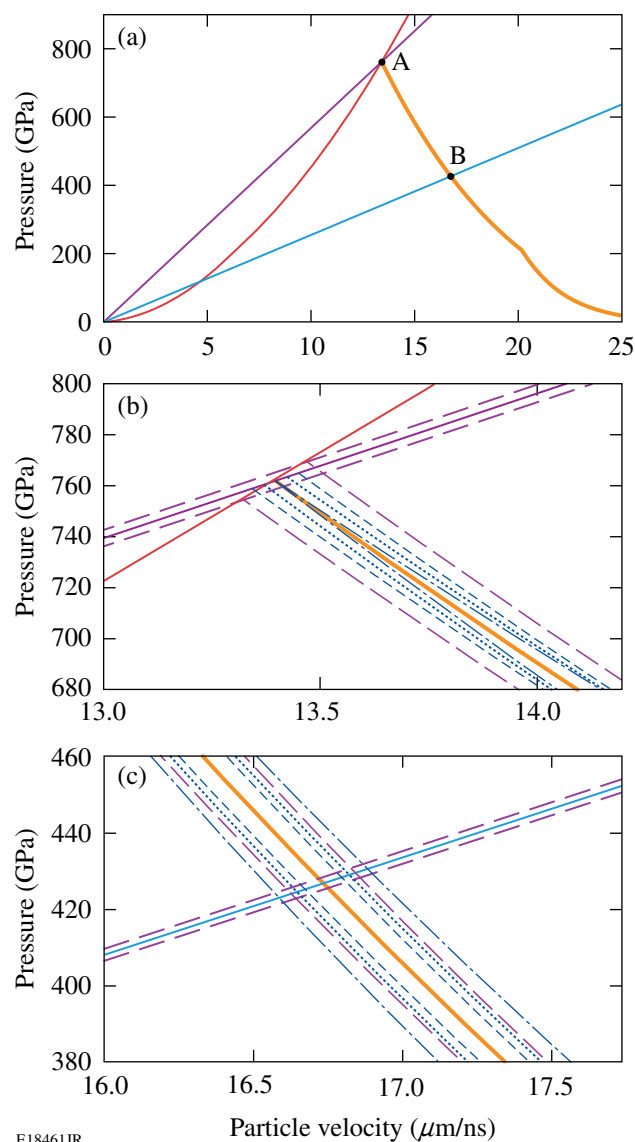 (a)
A
B
Pressure (GPa)
800
600
400
200
0
0 5 10 15 20 25
(b)
Pressure (GPa)
800
780
760
740
720
700
680
13.0 13.5 14.0
(c)
Pressure (GPa)
460
440
420
400
380
16.0 16.5 17.0 17.5
Particle velocity (μm/ns)
E18461JR